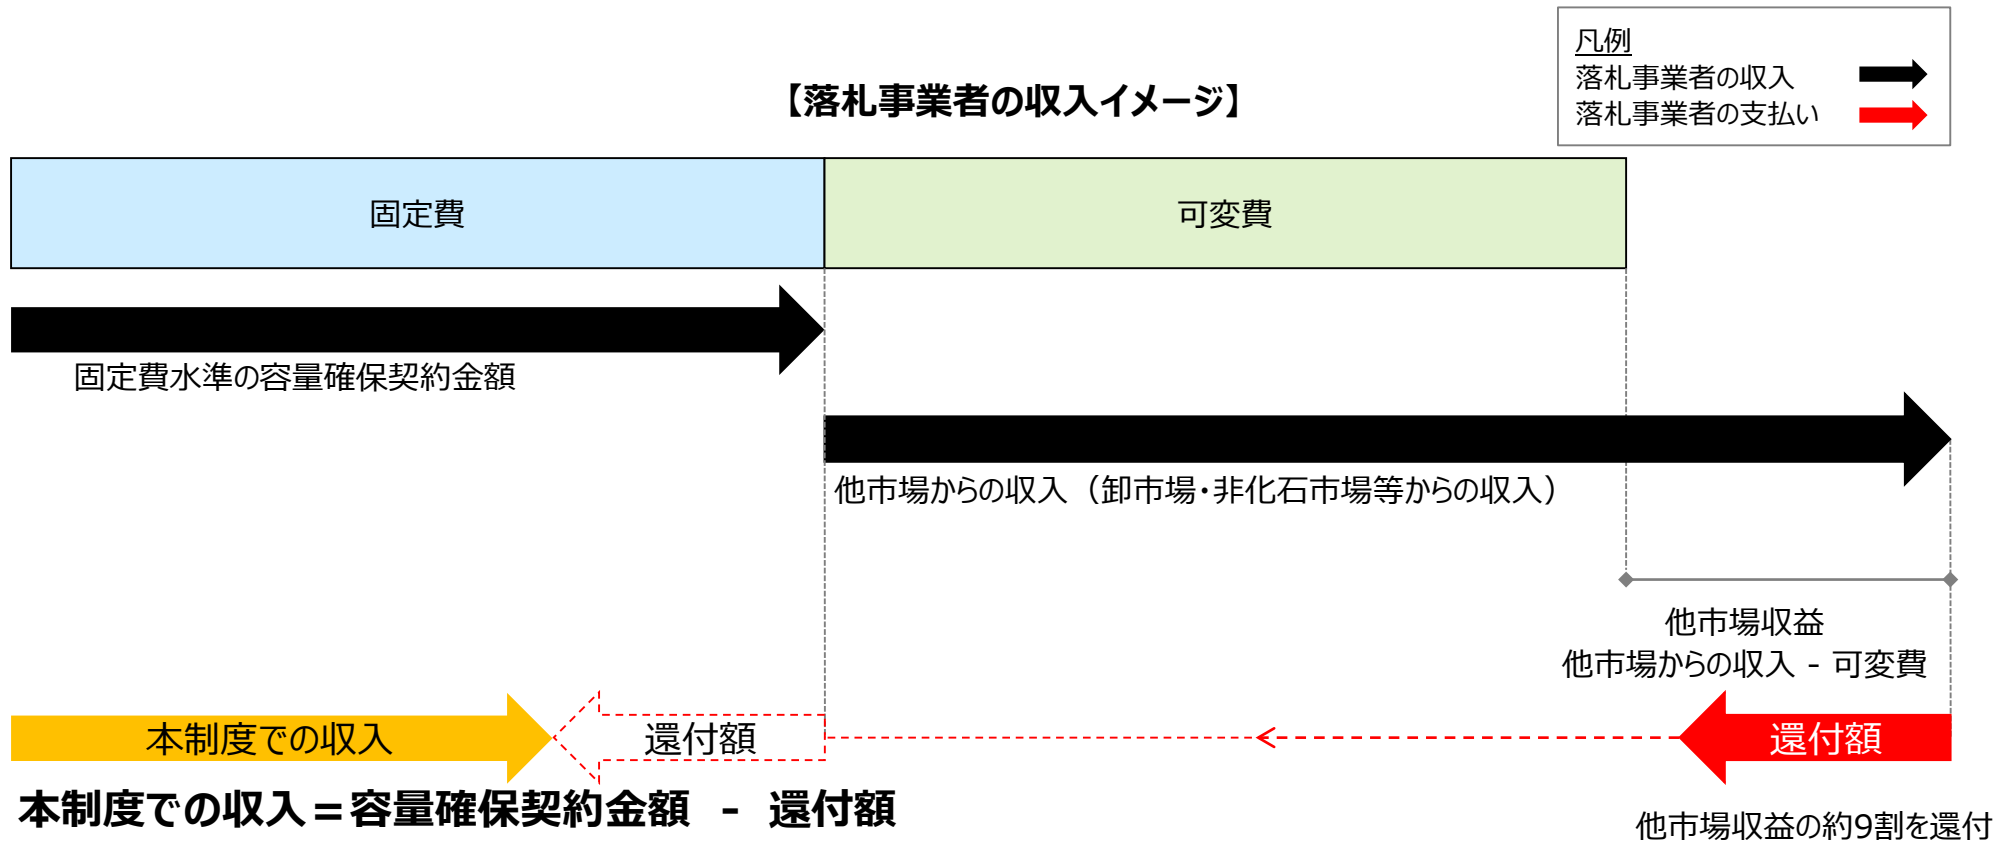 凡例
落札事業者の収入
落札事業者の支払い
【落札事業者の収入イメージ】
固定費
可変費
固定費水準の容量確保契約金額
他市場からの収入（卸市場・非化石市場等からの収入）
他市場収益
他市場からの収入 - 可変費
本制度での収入
還付額
還付額
本制度での収入＝容量確保契約金額 - 還付額
他市場収益の約9割を還付